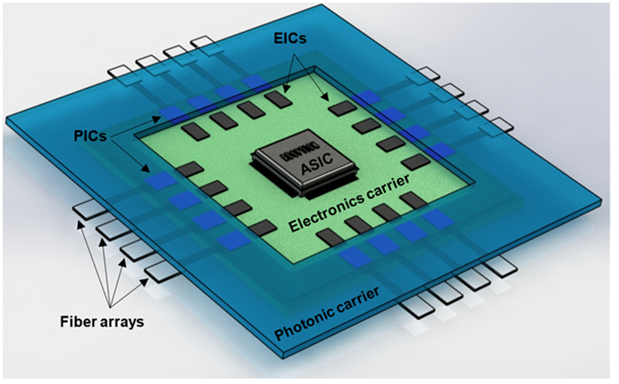 EICs
PICs
ASIC
Electronics carrier
Photonic carrier
Fiber arrays